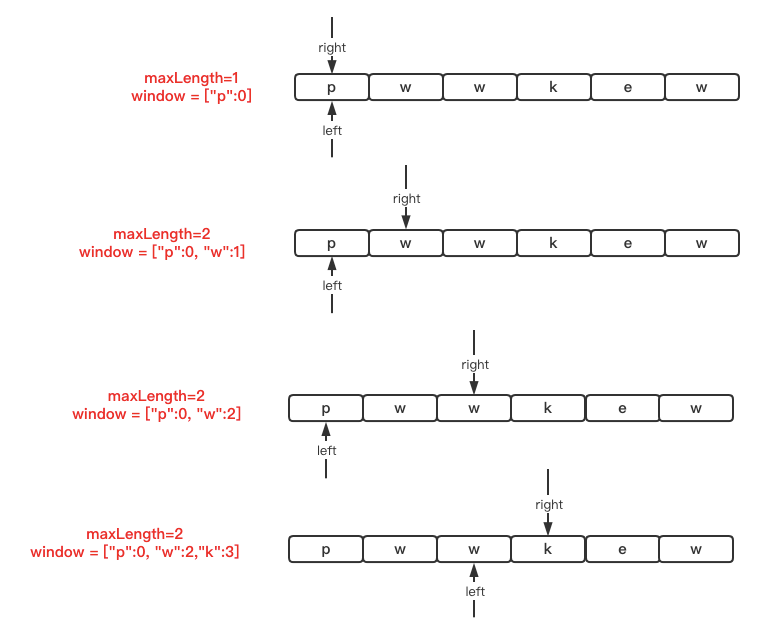 right
maxLength=1
window = ["p":0]
p w w k e w
left
right
maxLength=2
window = ["p":0, "w":1]
p w w k e w
left
right
maxLength=2
window = ["p":0, "w":2]
p w w k e w
left
right
maxLength=2
window = ["p":0, "w":2,"k":3]
p w w k e w
left